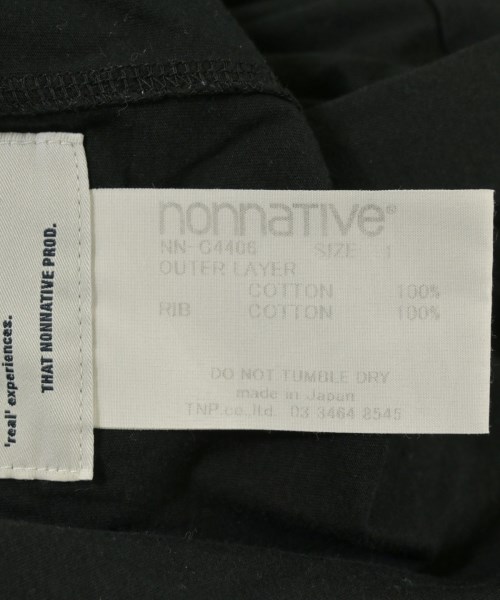 'real' experiences.
THAT NONNATIVE PROD.
nonnative®
NN-C4406 SIZE 1
OUTER LAYER
COTTON 100%
RIB COTTON 100%
DO NOT TUMBLE DRY
made in Japan
TNP.co.ltd. 03 3464 8545